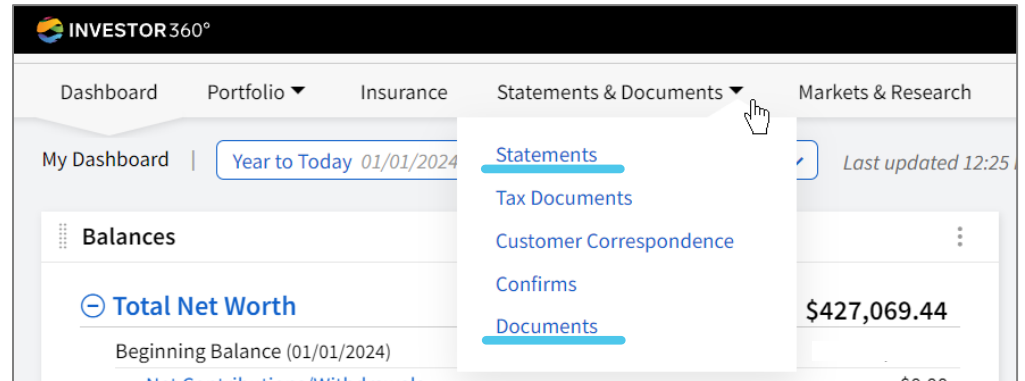 INVESTOR360°
Dashboard Portfolio Insurance Statements & Documents Markets & Research
My Dashboard | Year to Today 01/01/2024 Last updated 12:25
Statements
Tax Documents
Balances Customer Correspondence
Confirms
Total Net Worth $427,069.44
Documents
Beginning Balance (01/01/2024)